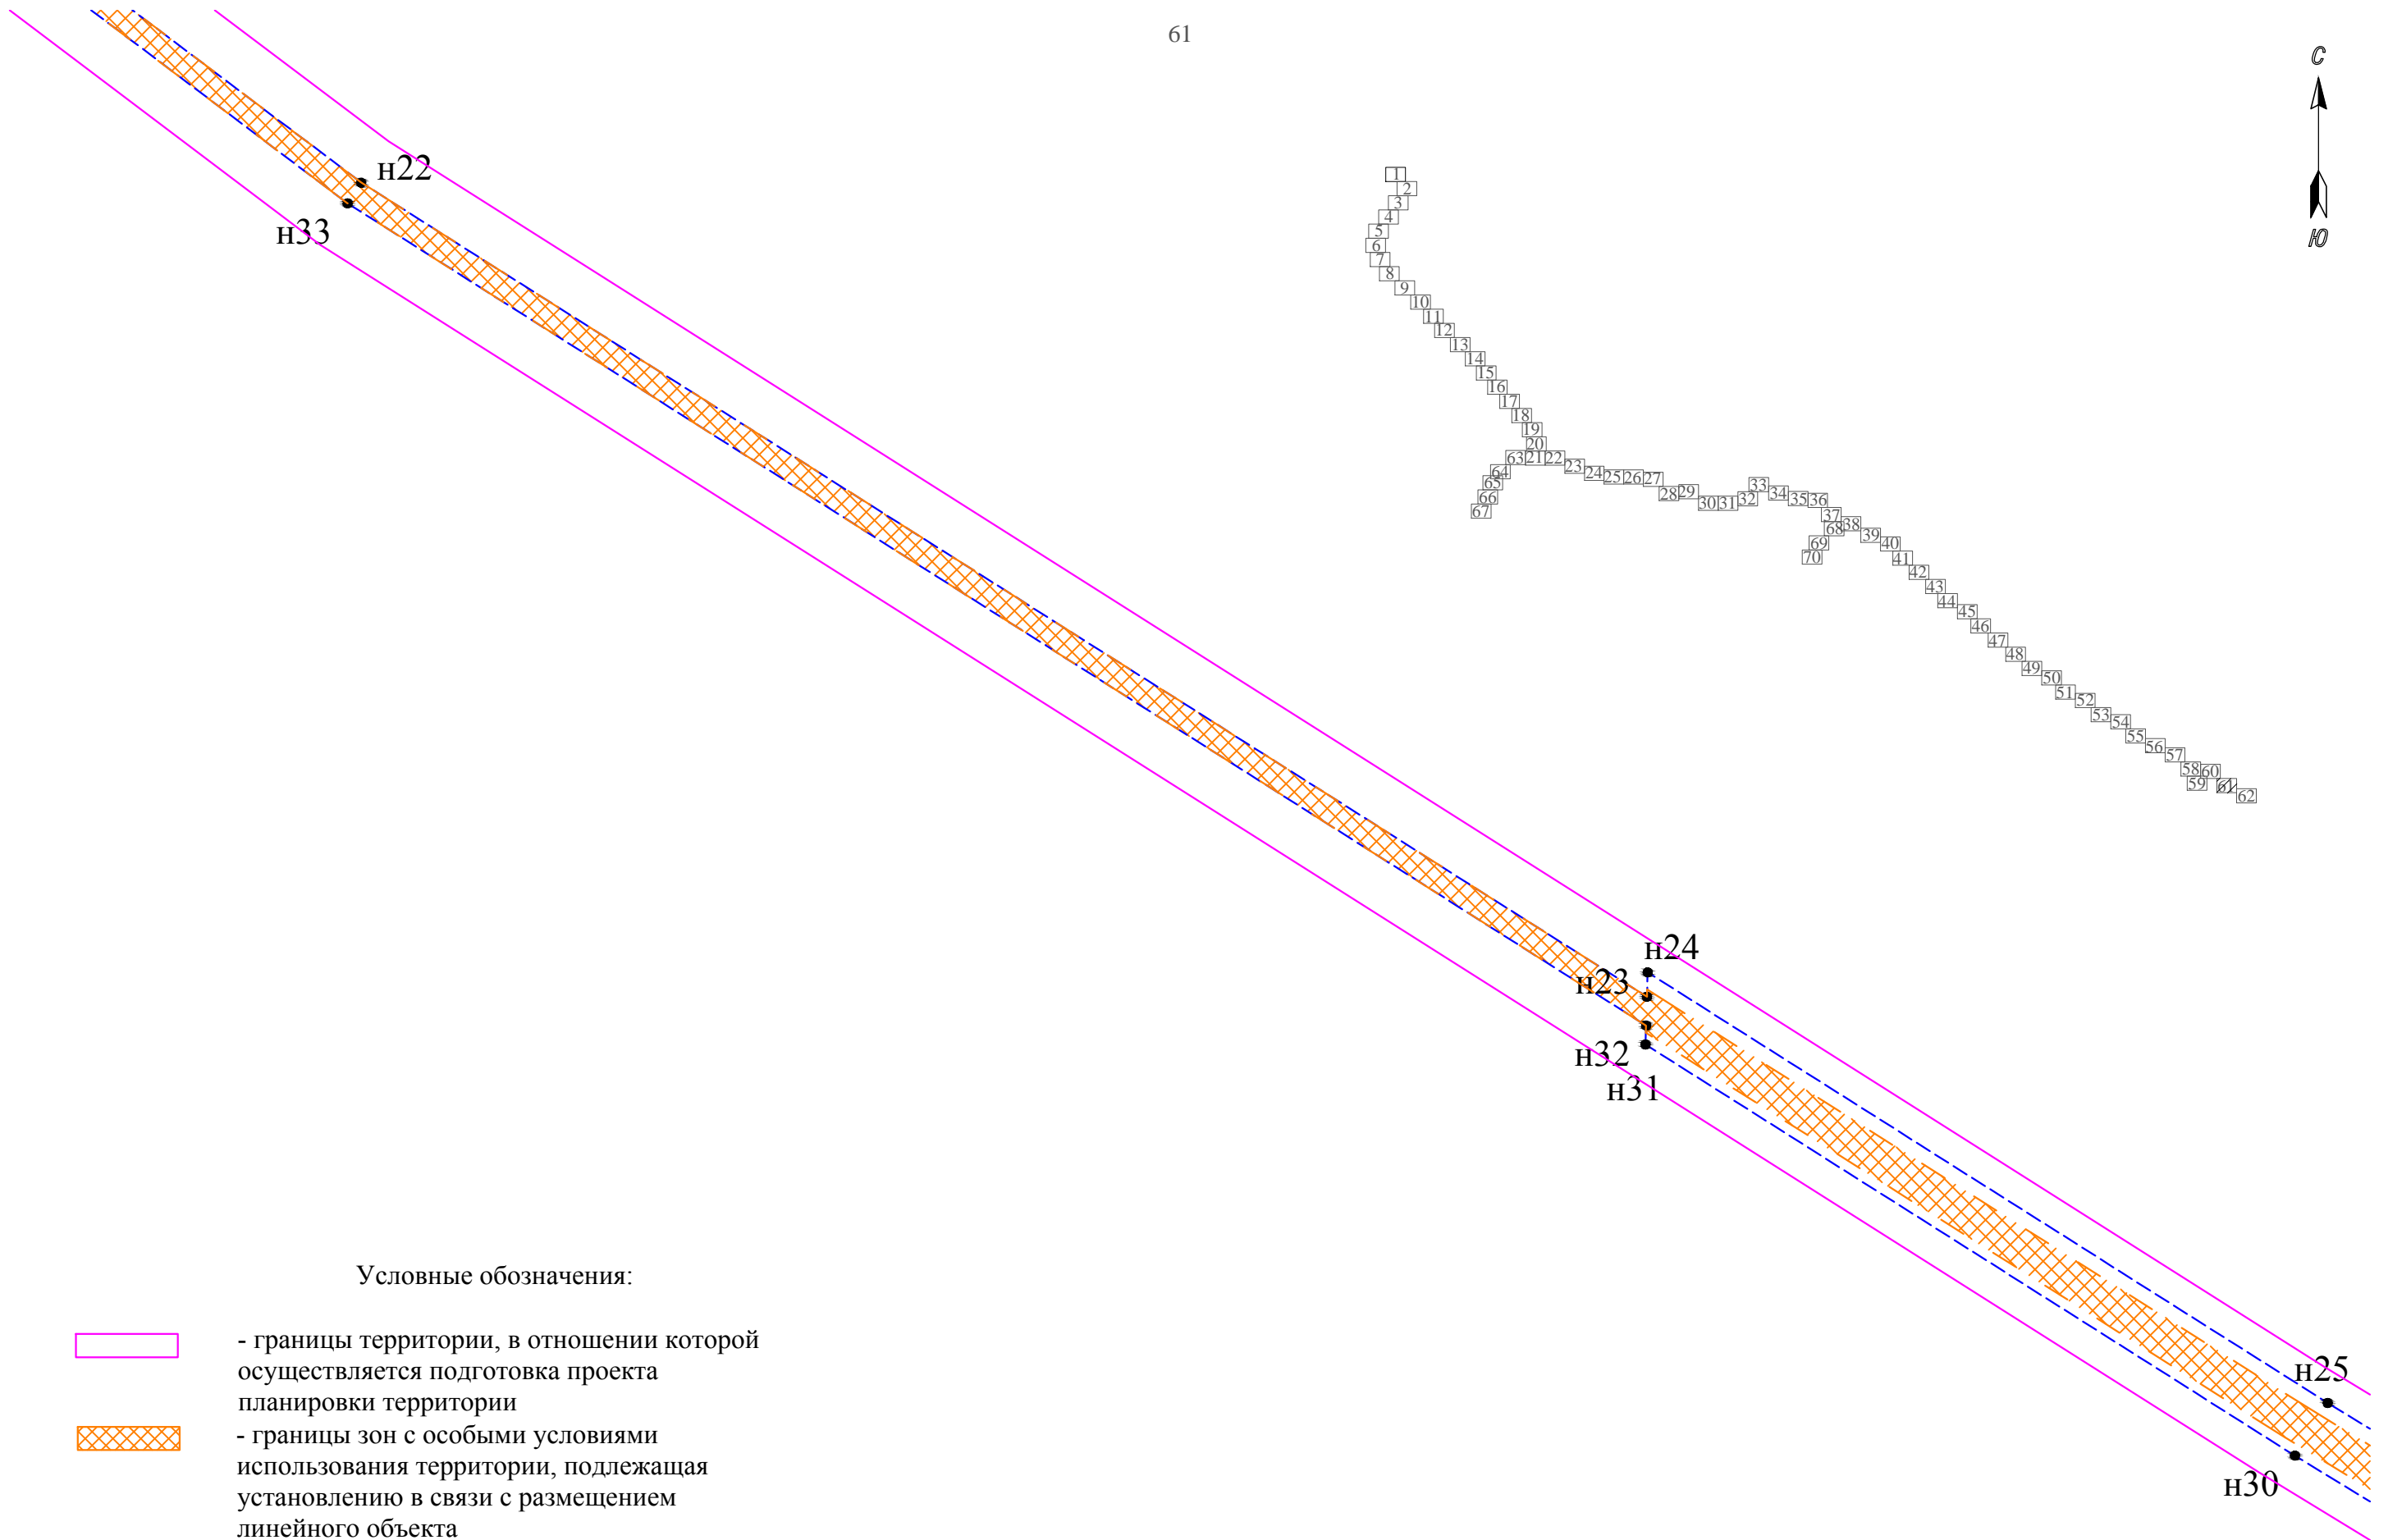 61
С
Ю
н22
н33
1
2
3
4
5
6
7
8
9
10
11
12
13
14
15
16
17
18
19
20
63 21 22
23
64
24
25 26 27
65
28 29
66
30 31 32
33
34
35 36
67
37
68 38
39
69
40
70
41
42
43
44
45
46
47
48
49
50
51
52
53
54
55
56
57
58 60
59
61
62
н24
н23
н32
н31
н25
н30
Условные обозначения:
- границы территории, в отношении которой
осуществляется подготовка проекта
планировки территории
- границы зон с особыми условиями
использования территории, подлежащая
установлению в связи с размещением
линейного объекта